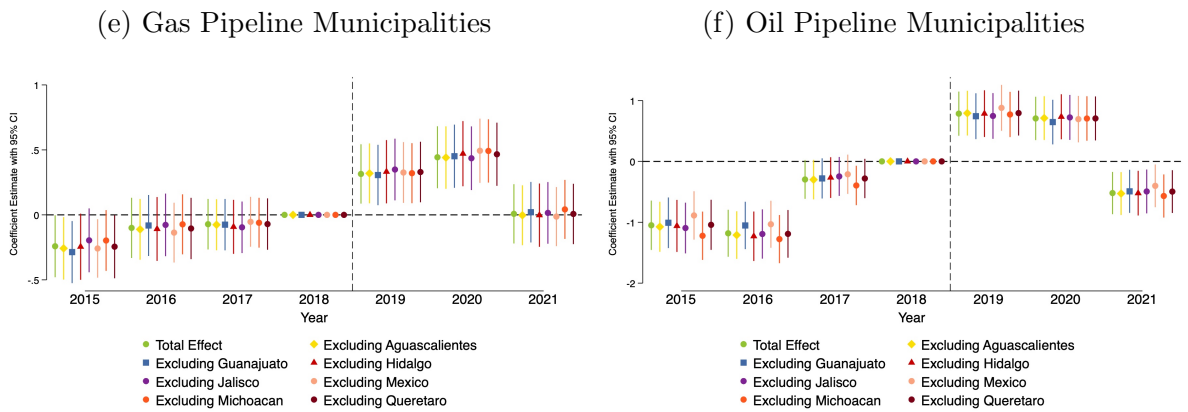 (e) Gas Pipeline Municipalities
Coefficient Estimate with 95% CI
1
.5
0
-.5
2015 2016 2017 2018 2019 2020 2021
Year
Total Effect
Excluding Aguascalientes
Excluding Guanajuato
Excluding Hidalgo
Excluding Jalisco
Excluding Mexico
Excluding Michoacan
Excluding Queretaro
(f) Oil Pipeline Municipalities
Coefficient Estimate with 95% CI
1
0
-1
-2
2015 2016 2017 2018 2019 2020 2021
Year
Total Effect
Excluding Aguascalientes
Excluding Guanajuato
Excluding Hidalgo
Excluding Jalisco
Excluding Mexico
Excluding Michoacan
Excluding Queretaro